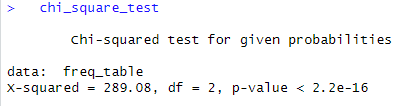 > chi_square_test
Chi-squared test for given probabilities
data: freq_table
X-squared = 289.08, df = 2, p-value < 2.2e-16